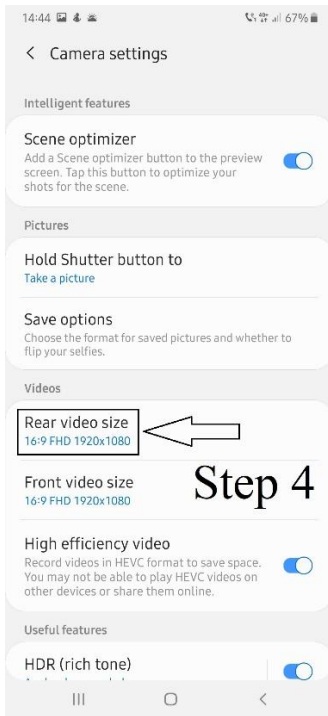 14:44 67%
Camera settings
Intelligent features
Scene optimizer
Add a Scene optimizer button to the preview
screen. Tap this button to optimize your
shots for the scene.
Pictures
Hold Shutter button to
Take a picture
Save options
Choose the format for saved pictures and whether to
flip your selfies.
Videos
Rear video size
16:9 FHD 1920x1080
Step 4
Front video size
16:9 FHD 1920x1080
High efficiency video
Record videos in HEVC format to save space.
You may not be able to play HEVC videos on
other devices or share them online.
Useful features
HDR (rich tone)